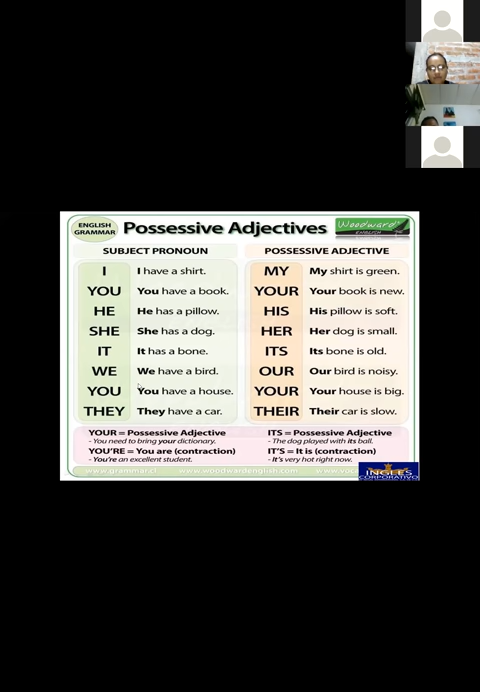 ENGLISH
GRAMMAR
Possessive Adjectives
Woodward
ENGLISH
SUBJECT PRONOUN
POSSESSIVE ADJECTIVE
I I have a shirt. MY My shirt is green.
YOU You have a book. YOUR Your book is new.
HE He has a pillow. HIS His pillow is soft.
SHE She has a dog. HER Her dog is small.
IT It has a bone. ITS Its bone is old.
WE We have a bird. OUR Our bird is noisy.
YOU You have a house. YOUR Your house is big.
THEY They have a car. THEIR Their car is slow.
YOUR = Possessive Adjective
- You need to bring your dictionary.
YOU'RE = You are (contraction)
- You're an excellent student.
ITS = Possessive Adjective
- The dog played with its ball.
IT'S = It is (contraction)
- It's very hot right now.
www.grammar.cl www.woodwardenglish.com
INGLES
CORPORATIVO